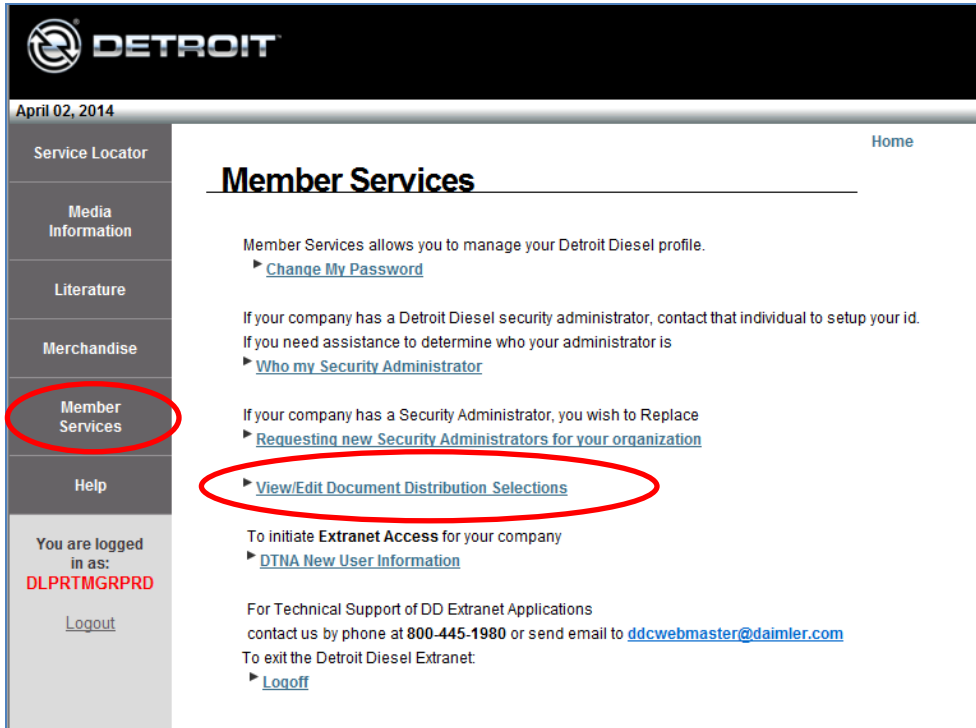 DETROIT
April 02, 2014
Service Locator
Media
Information
Literature
Merchandise
Member
Services
Help
You are logged
in as:
DLPRTMGRPRD
Logout
Home
Member Services
Member Services allows you to manage your Detroit Diesel profile.
Change My Password
If your company has a Detroit Diesel security administrator, contact that individual to setup your id.
If you need assistance to determine who your administrator is
Who my Security Administrator
If your company has a Security Administrator, you wish to Replace
Requesting new Security Administrators for your organization
View/Edit Document Distribution Selections
To initiate Extranet Access for your company
DTNA New User Information
For Technical Support of DD Extranet Applications
contact us by phone at 800-445-1980 or send email to ddcwebmaster@daimler.com
To exit the Detroit Diesel Extranet:
Logoff